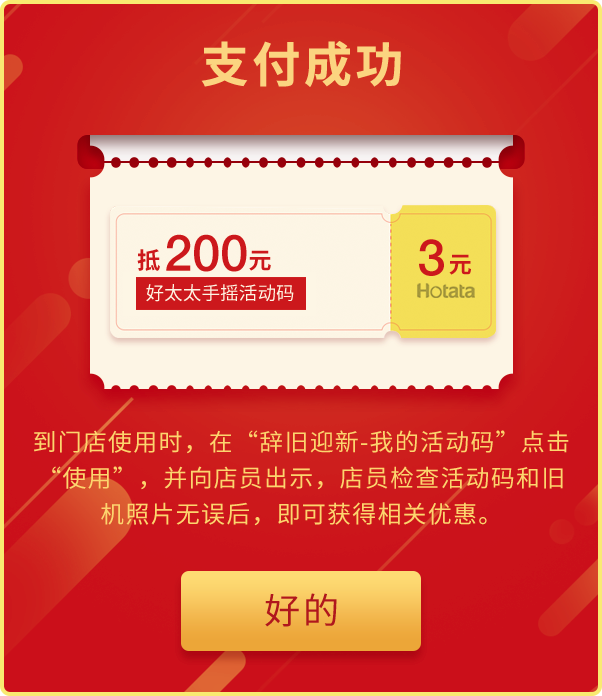 支付成功
抵200元
好太太手摇活动码
3元
Hotata
到门店使用时，在“辞旧迎新-我的活动码”点击
“使用”，并向店员出示，店员检查活动码和旧
机照片无误后，即可获得相关优惠。
好的